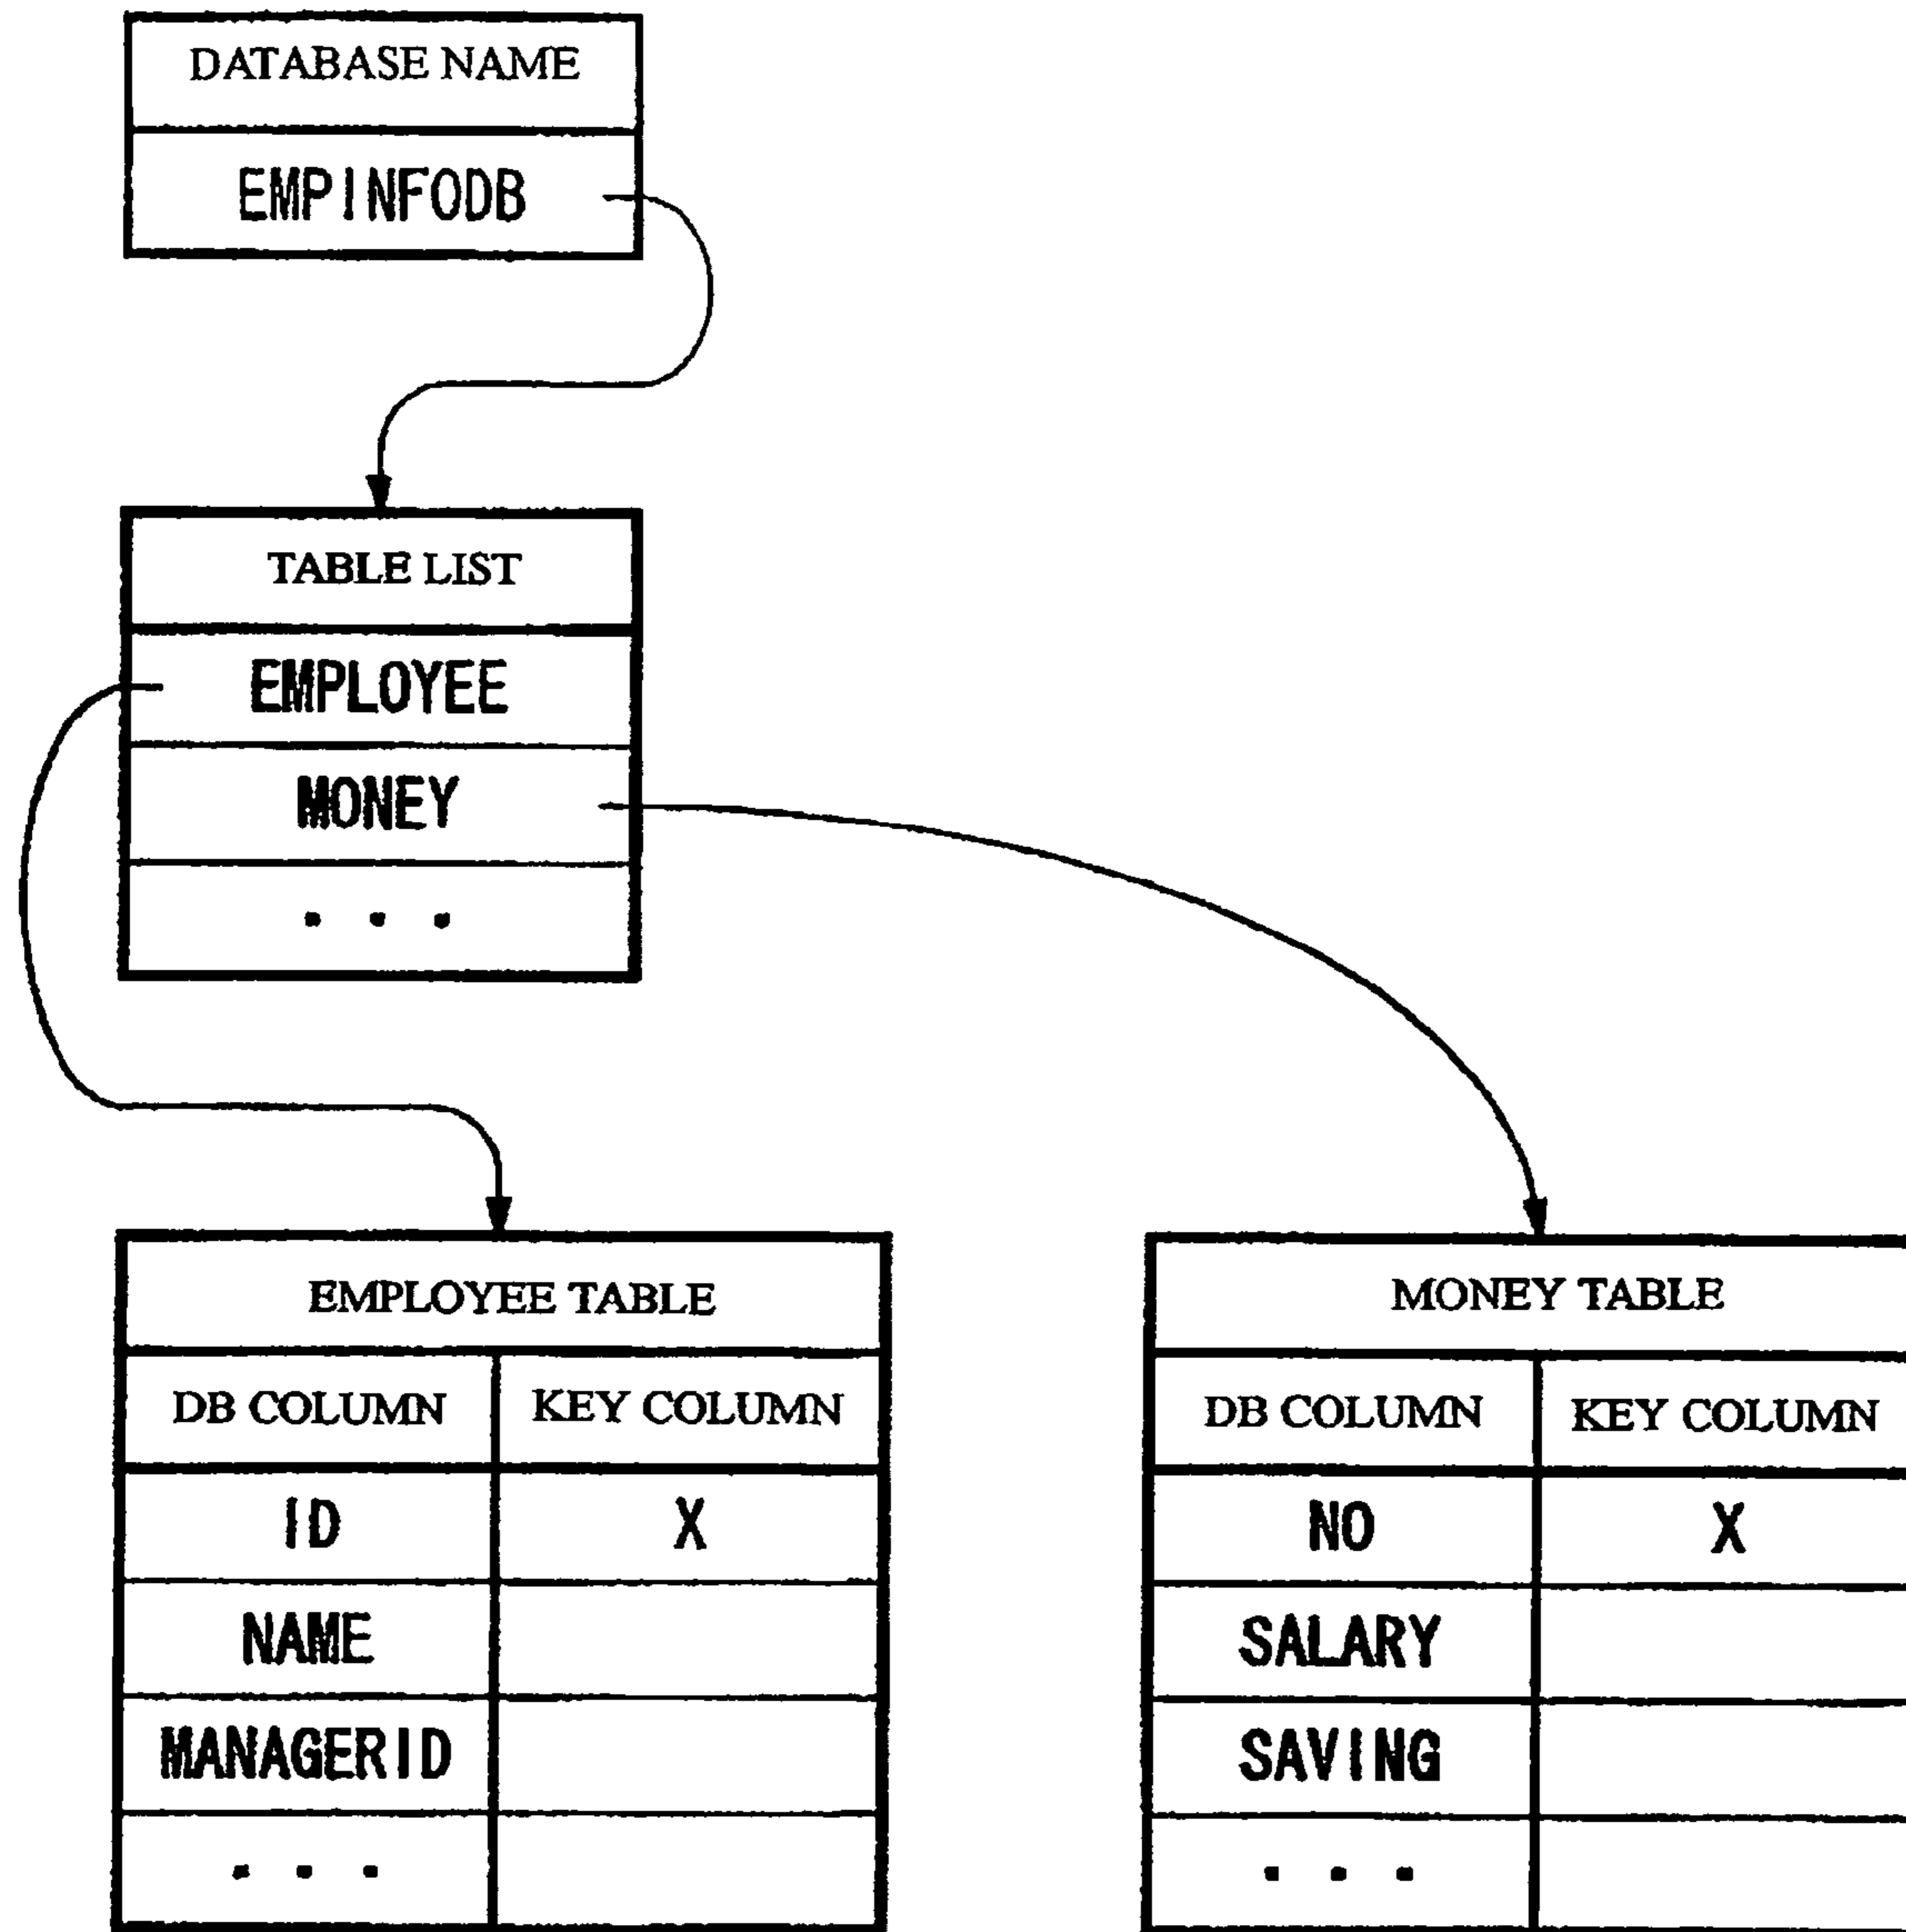 DATABASE NAME
EMPINFODB
TABLE LIST
EMPLOYEE
MONEY
. . .
EMPLOYEE TABLE
DB COLUMN KEY COLUMN
ID X
NAME
MANAGERID
. . .
MONEY TABLE
DB COLUMN KEY COLUMN
NO X
SALARY
SAVING
. . .